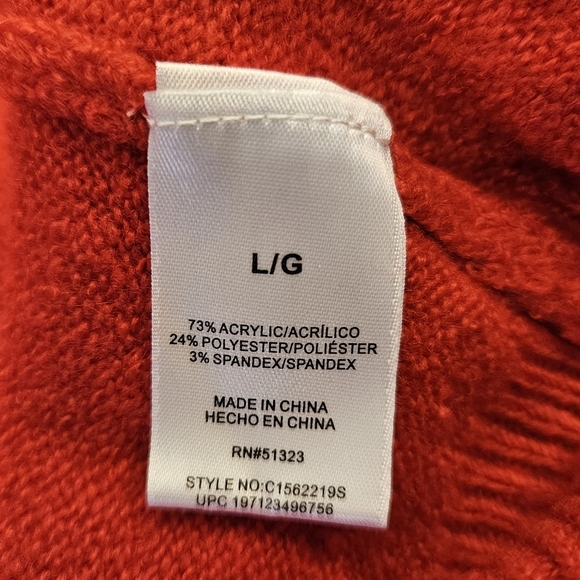 L/G
73% ACRYLIC/ACRÍLICO
24% POLYESTER/POLIÉSTER
3% SPANDEX/SPANDEX
MADE IN CHINA
HECHO EN CHINA
RN#51323
STYLE NO:C1562219S
UPC 197123496756